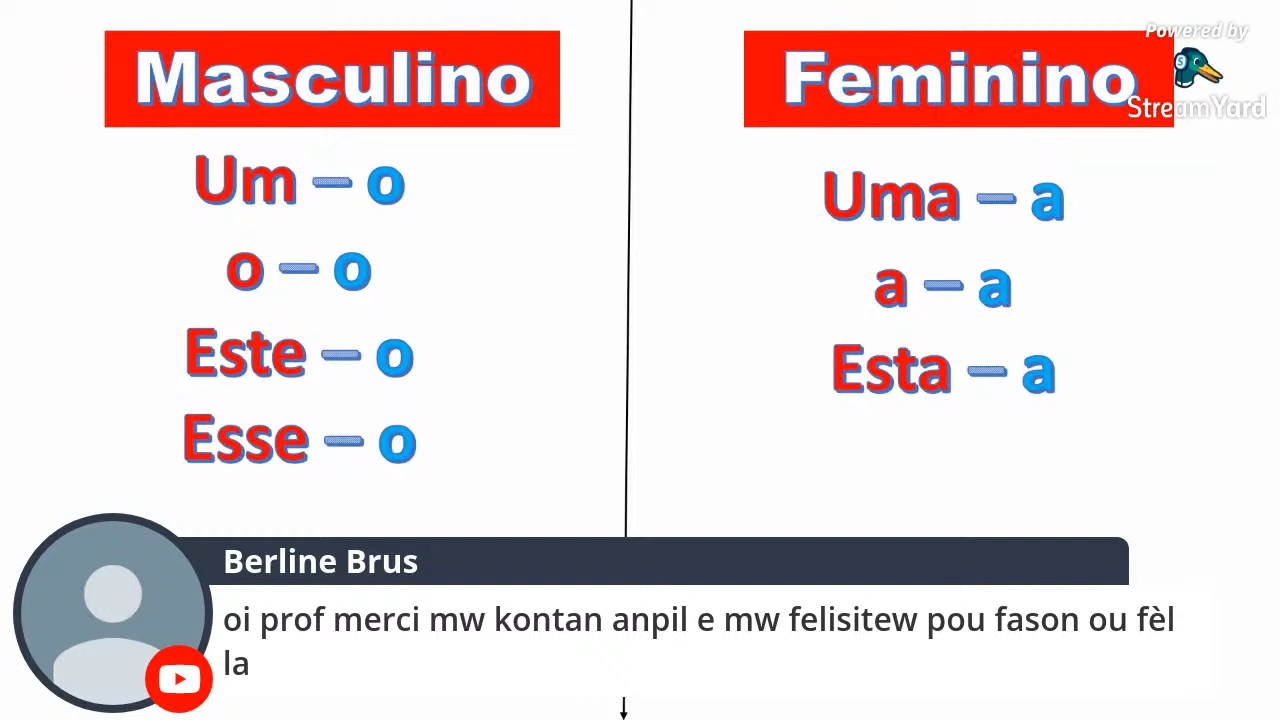 Masculino
Um – o
o – o
Este – o
Esse – o
Feminino
Uma – a
a – a
Esta – a
Powered by
StreamYard
Berline Brus
oi prof merci mw kontan anpil e mw felisitew pou fason ou fèl
la